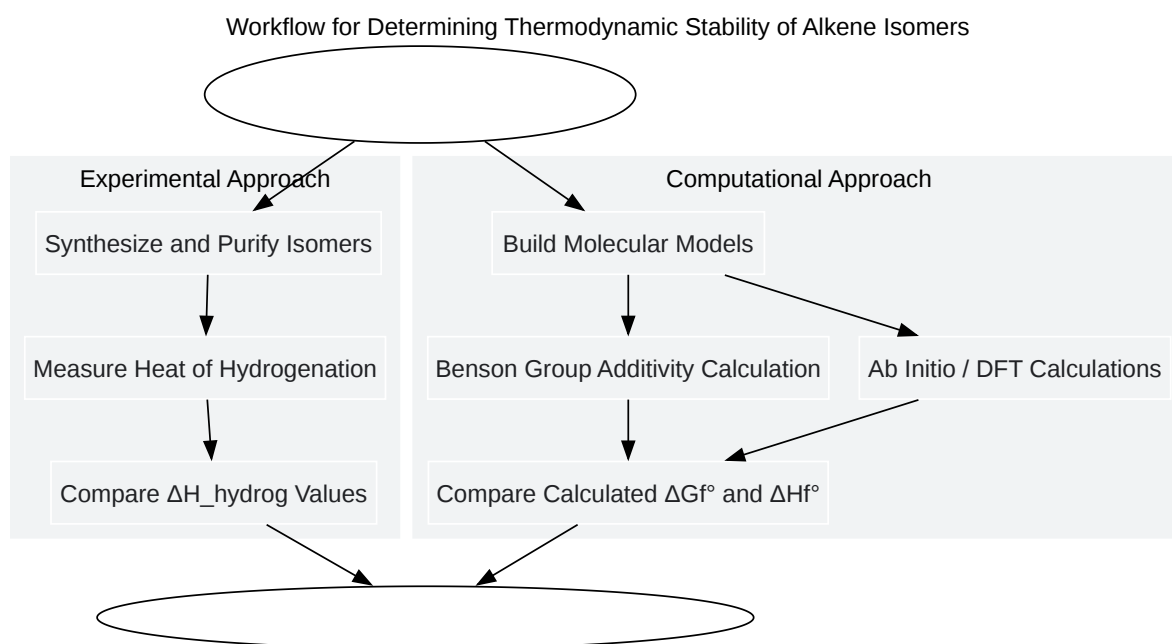 Workflow for Determining Thermodynamic Stability of Alkene Isomers
Experimental Approach
Computational Approach
Synthesize and Purify Isomers
Build Molecular Models
Measure Heat of Hydrogenation
Benson Group Additivity Calculation
Ab Initio / DFT Calculations
Compare ΔH_hydrog Values
Compare Calculated ΔGf° and ΔHf°